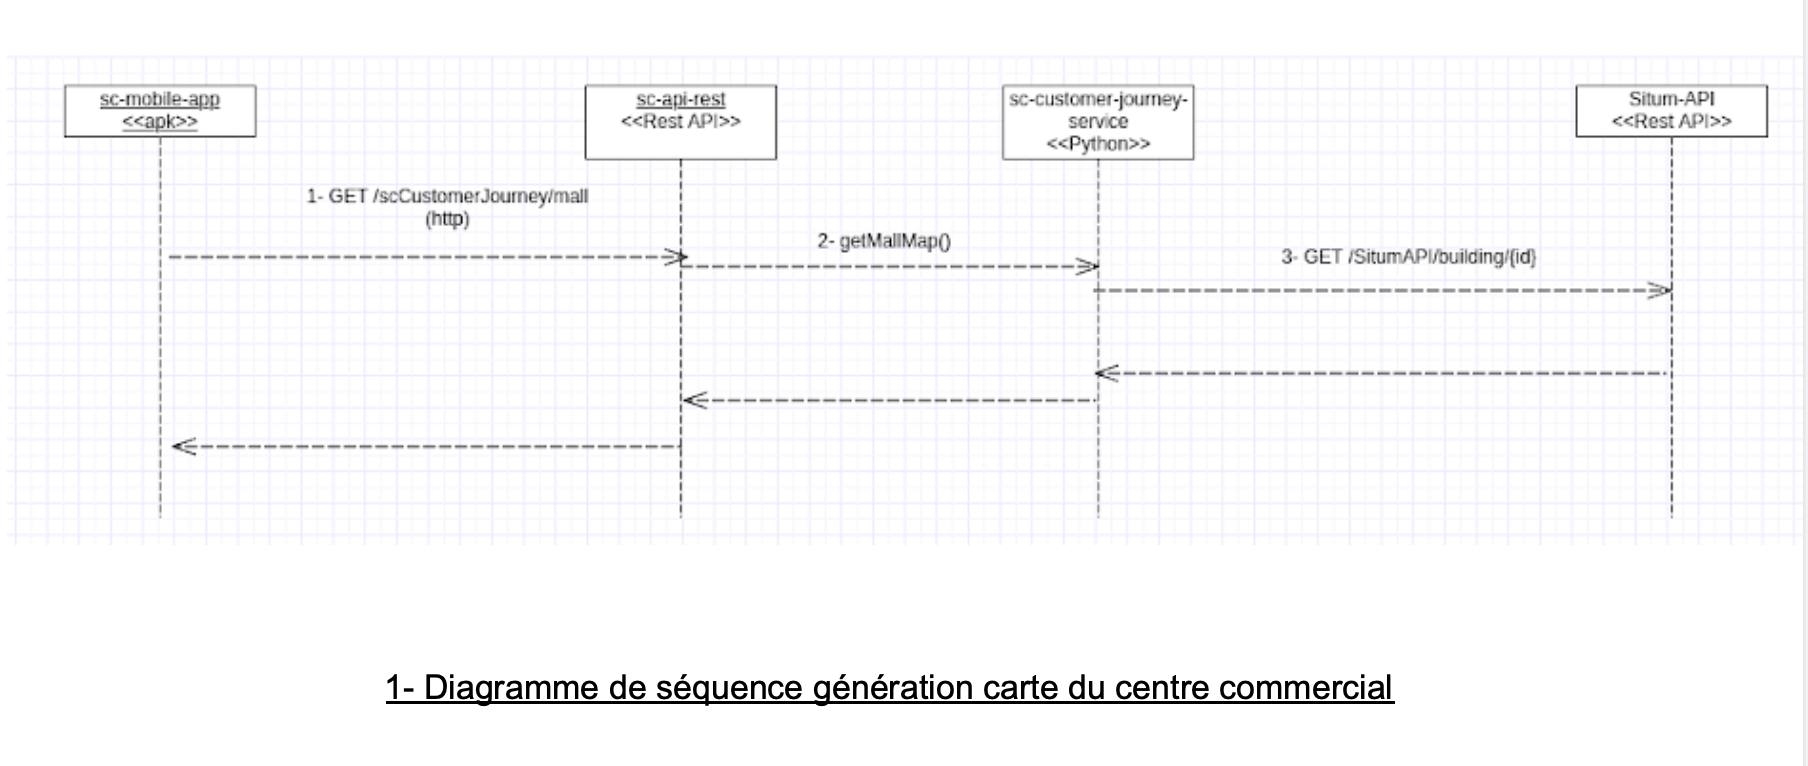 sc-mobile-app
<<apk>>
sc-api-rest
<<Rest API>>
sc-customer-journey-
service
<<Python>>
Situm-API
<<Rest API>>
1- GET /scCustomerJourney/mall
(http)
2- getMallMap()
3- GET /SitumAPI/building/{id}
1- Diagramme de séquence génération carte du centre commercial